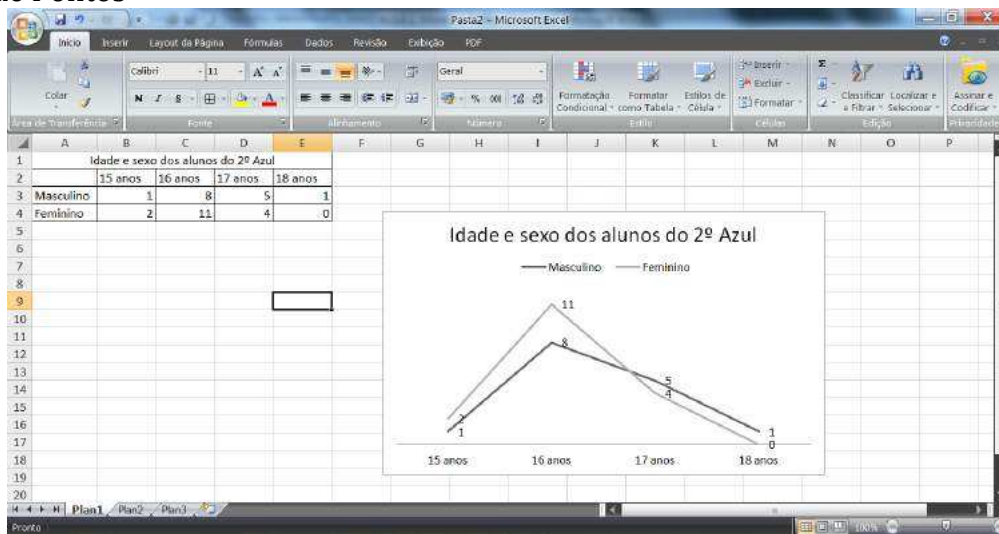 Pasta2 - Microsoft Excel
Início Inserir Layout da Página Fórmulas Dados Revisão Exibição PDF
Colar Calibri 11 A A Geral Formatação Condicional Formatar como Tabela Estilos de Célula Inserir Excluir Formatar Classificar e Filtrar Localizar e Selecionar Assinar e Codificar
N I S % 000
Área de Transferência Fonte Alinhamento Número Estilo Células Edição Privacidade
A B C D E F G H I J K L M N O P
1 Idade e sexo dos alunos do 2º Azul
2 15 anos 16 anos 17 anos 18 anos
3 Masculino 1 8 5 1
4 Feminino 2 11 4 0
5
6
7
8
9
10
11
12
13
14
15
16
17
18
19
20
Idade e sexo dos alunos do 2º Azul
Masculino Feminino
11
8
5
4
2
1
1
0
15 anos 16 anos 17 anos 18 anos
Plan1 Plan2 Plan3
Pronto 100%